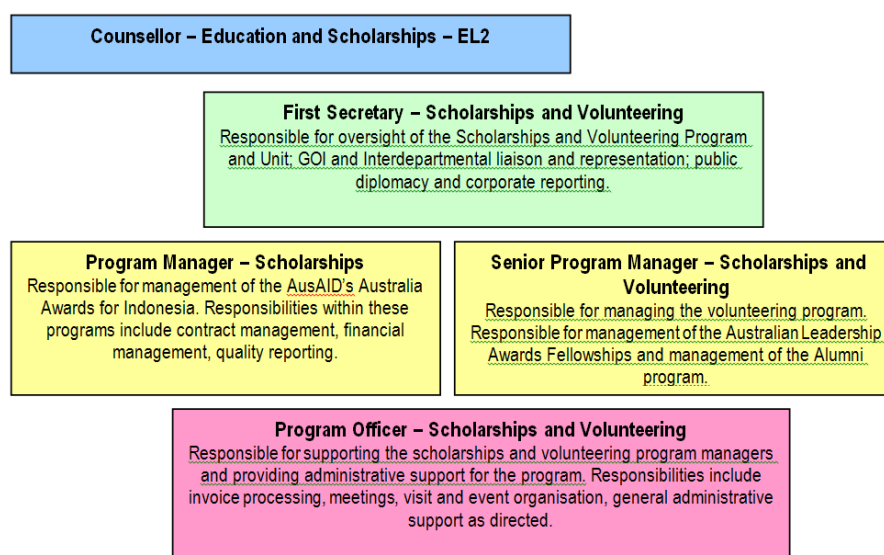 Counsellor – Education and Scholarships – EL2
First Secretary – Scholarships and Volunteering
Responsible for oversight of the Scholarships and Volunteering Program
and Unit; GOI and Interdepartmental liaison and representation; public
diplomacy and corporate reporting.
Program Manager – Scholarships
Responsible for management of the AusAID's Australia
Awards for Indonesia. Responsibilities within these
programs include contract management, financial
management, quality reporting.
Senior Program Manager – Scholarships and
Volunteering
Responsible for managing the volunteering program.
Responsible for management of the Australian Leadership
Awards Fellowships and management of the Alumni
program.
Program Officer – Scholarships and Volunteering
Responsible for supporting the scholarships and volunteering program managers
and providing administrative support for the program. Responsibilities include
invoice processing, meetings, visit and event organisation, general administrative
support as directed.